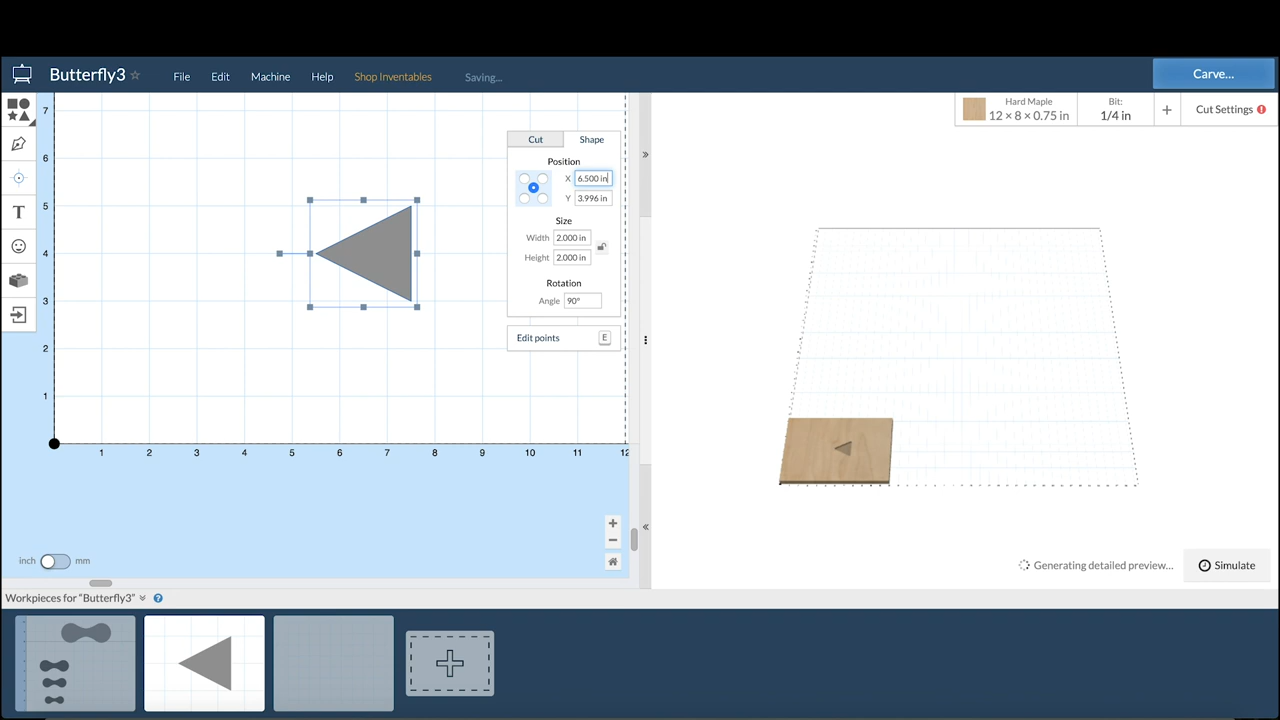 Butterfly3
File Edit Machine Help Shop Inventables Saving...
Carve...
Hard Maple
12 × 8 × 0.75 in
Bit:
1/4 in
Cut Settings
7
6
5
4
3
2
1
1 2 3 4 5 6 7 8 9 10 11 12
T
Cut Shape
Position
X 6.500 in
Y 3.996 in
Size
Width 2.000 in
Height 2.000 in
Rotation
Angle 90°
Edit points E
inch mm
Generating detailed preview...
Simulate
Workpieces for "Butterfly3"